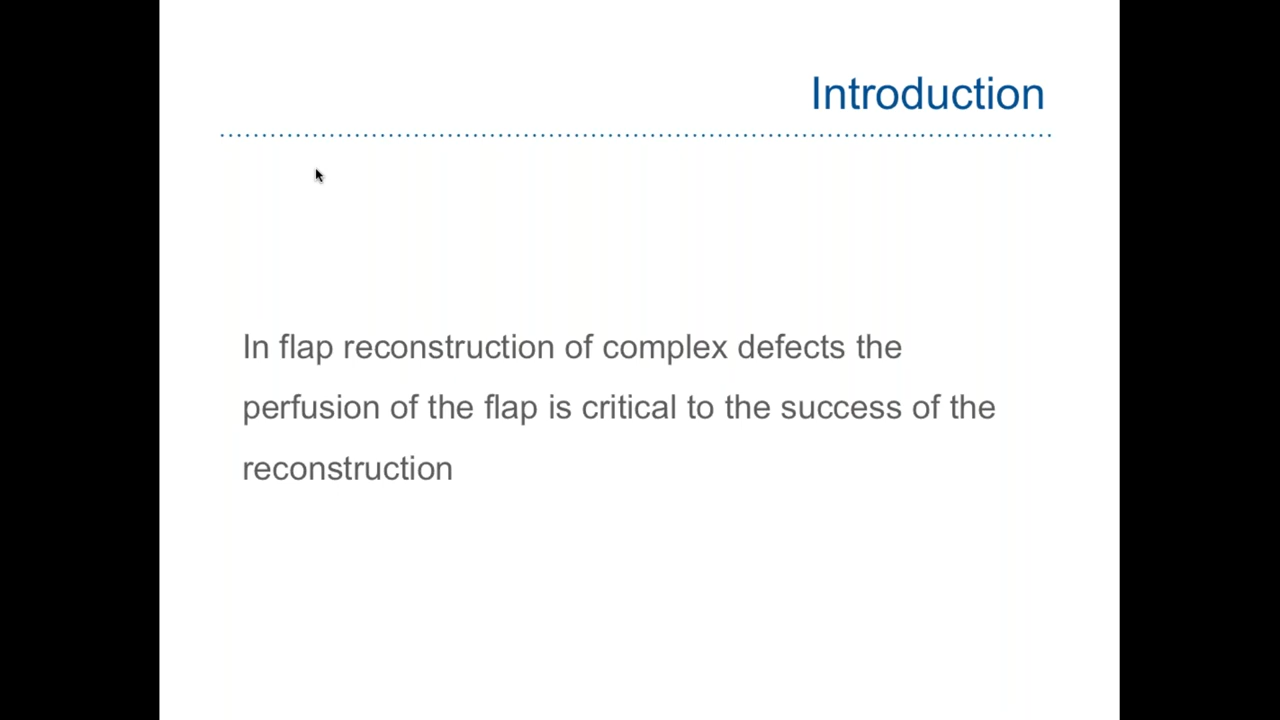 Introduction
In flap reconstruction of complex defects the
perfusion of the flap is critical to the success of the
reconstruction